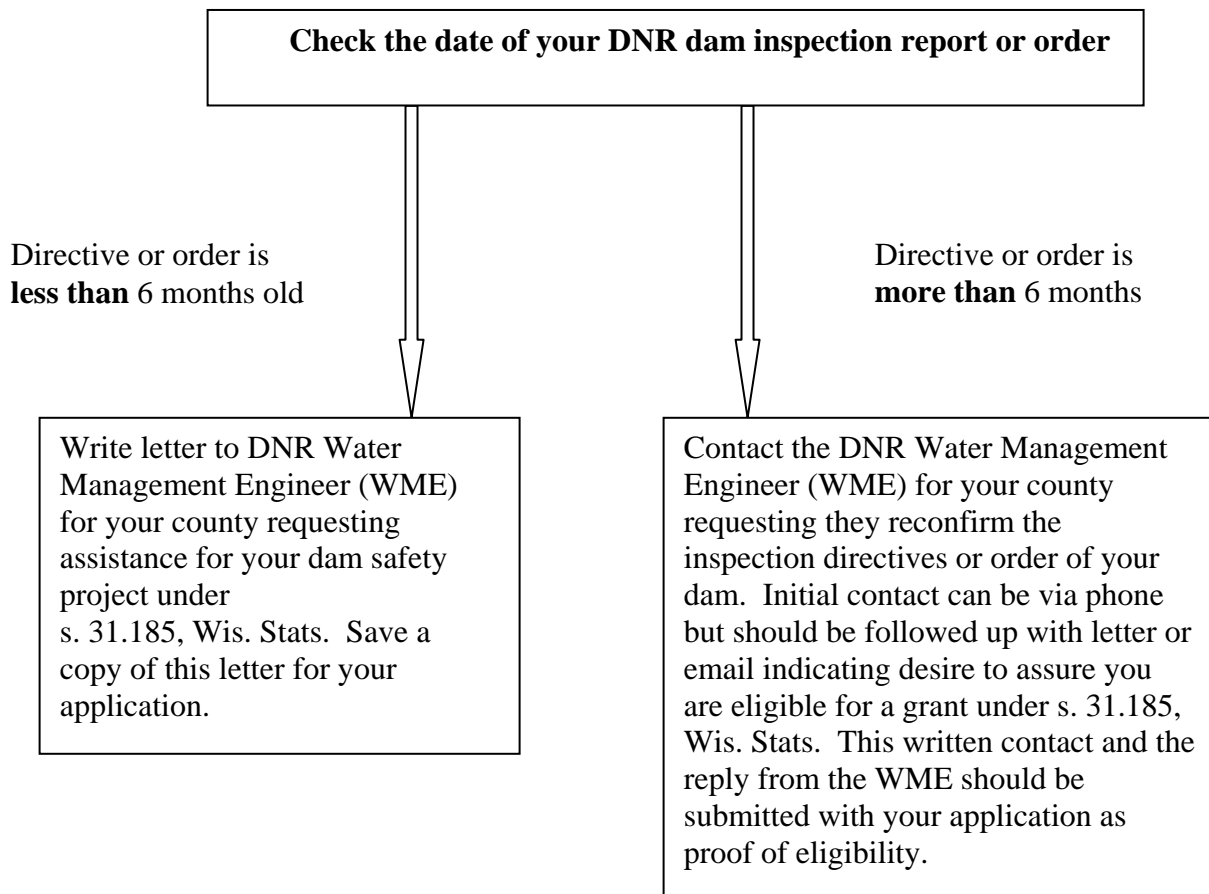 Check the date of your DNR dam inspection report or order
Directive or order is
less than 6 months old
Directive or order is
more than 6 months
Write letter to DNR Water
Management Engineer (WME)
for your county requesting
assistance for your dam safety
project under
s. 31.185, Wis. Stats.  Save a
copy of this letter for your
application.
Contact the DNR Water Management
Engineer (WME) for your county
requesting they reconfirm the
inspection directives or order of your
dam.  Initial contact can be via phone
but should be followed up with letter or
email indicating desire to assure you
are eligible for a grant under s. 31.185,
Wis. Stats.  This written contact and the
reply from the WME should be
submitted with your application as
proof of eligibility.